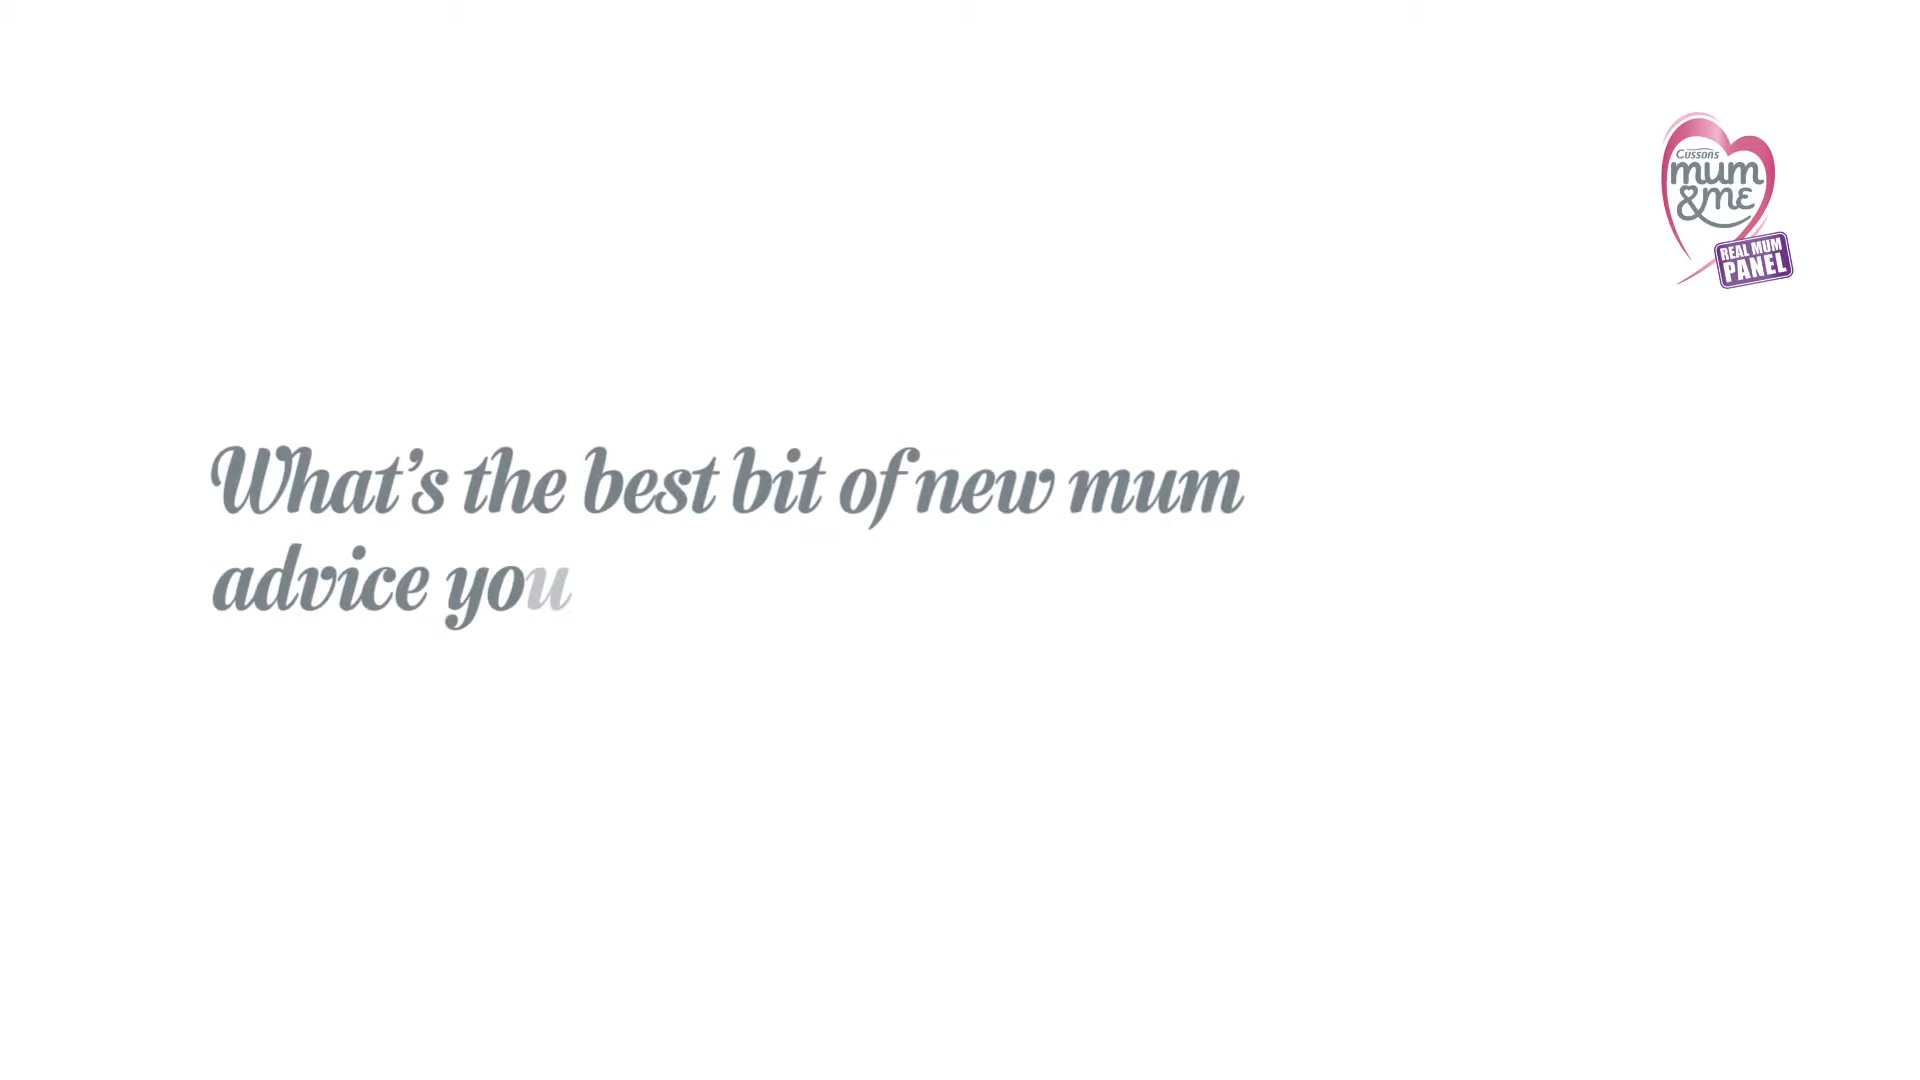 Cussons
mum
&me
REAL MUM
PANEL
What's the best bit of new mum
advice you